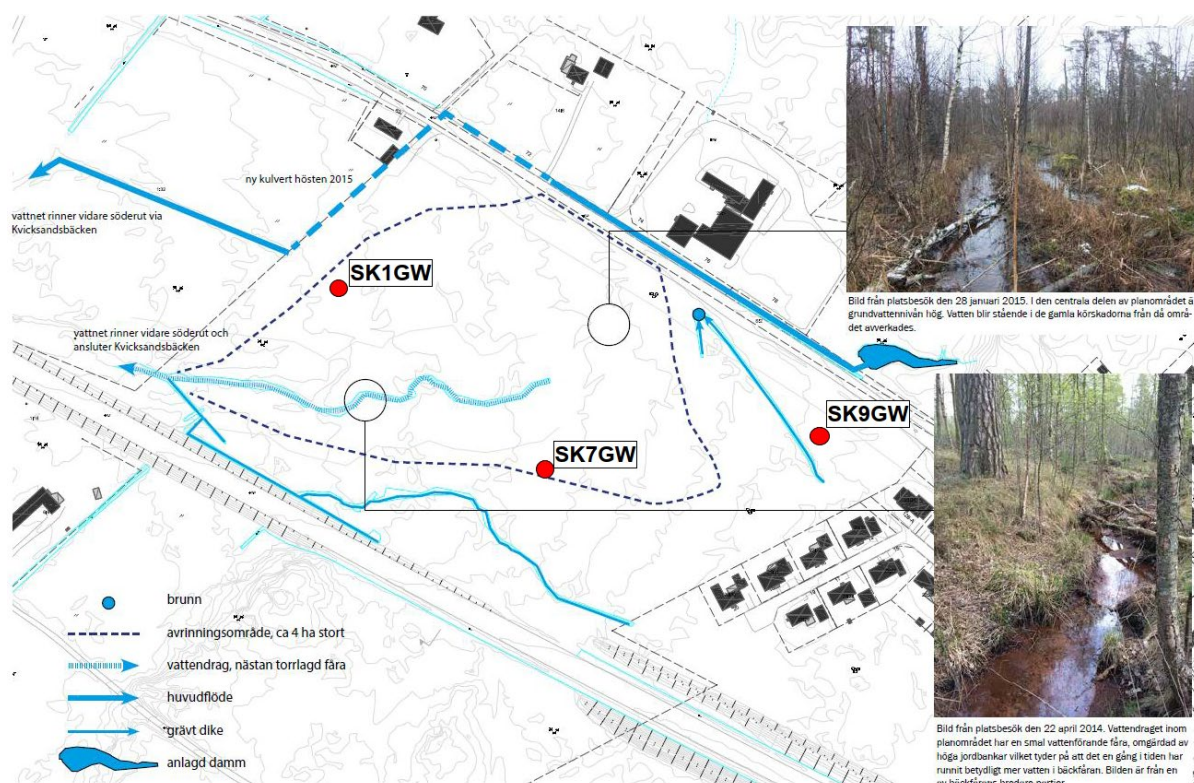 ny kulvert hösten 2015
vattnet rinner vidare söderut via
Kvicksandsbäcken
SK1GW
vattnet rinner vidare söderut och
ansluter Kvicksandsbäcken
SK9GW
SK7GW
brunn
avrinningsområde, ca 4 ha stort
vattendrag, nästan torrlagd fåra
huvudflöde
grävt dike
anlagd damm
Bild från platsbesök den 28 januari 2015. I den centrala delen av planområdet ä
grundvattennivån hög. Vatten blir stående i de gamla körskadorna från då områ-
det avverkades.
Bild från platsbesök den 22 april 2014. Vattendraget inom
planområdet har en smal vattenförande fåra, omgärdad av
höga jordbankar vilket tyder på att det en gång i tiden har
runnit betydligt mer vatten i bäckfåran. Bilden är från en
av bäckfårans bredare partier.